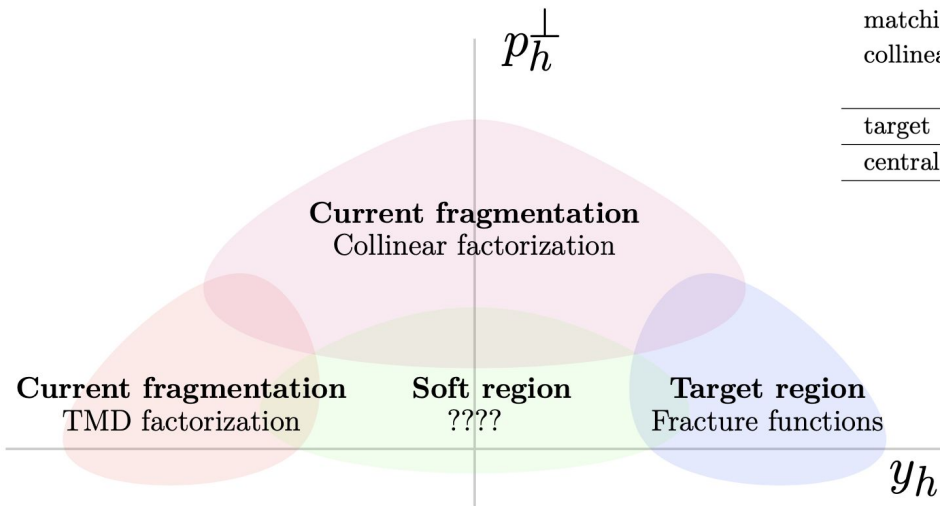 p_h^⊥
matchi
collinea
target
central
Current fragmentation
Collinear factorization
Current fragmentation
TMD factorization
Soft region
????
Target region
Fracture functions
y_h